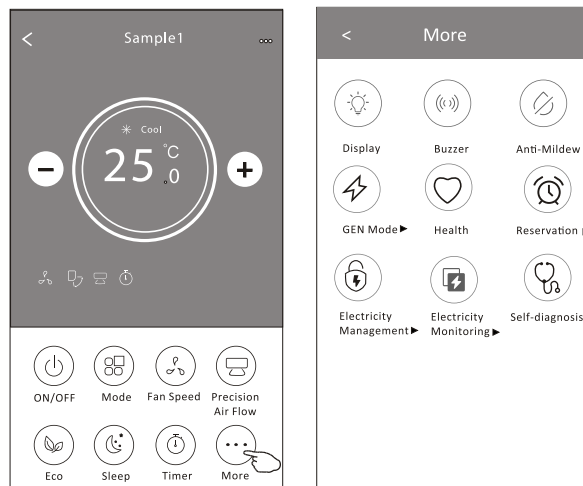 Sample1
Cool
25 °C
.0
ON/OFF
Mode
Fan Speed
Precision
Air Flow
Eco
Sleep
Timer
More
More
Display
Buzzer
Anti-Mildew
GEN Mode
Health
Reservation
Electricity
Management
Electricity
Monitoring
Self-diagnosis